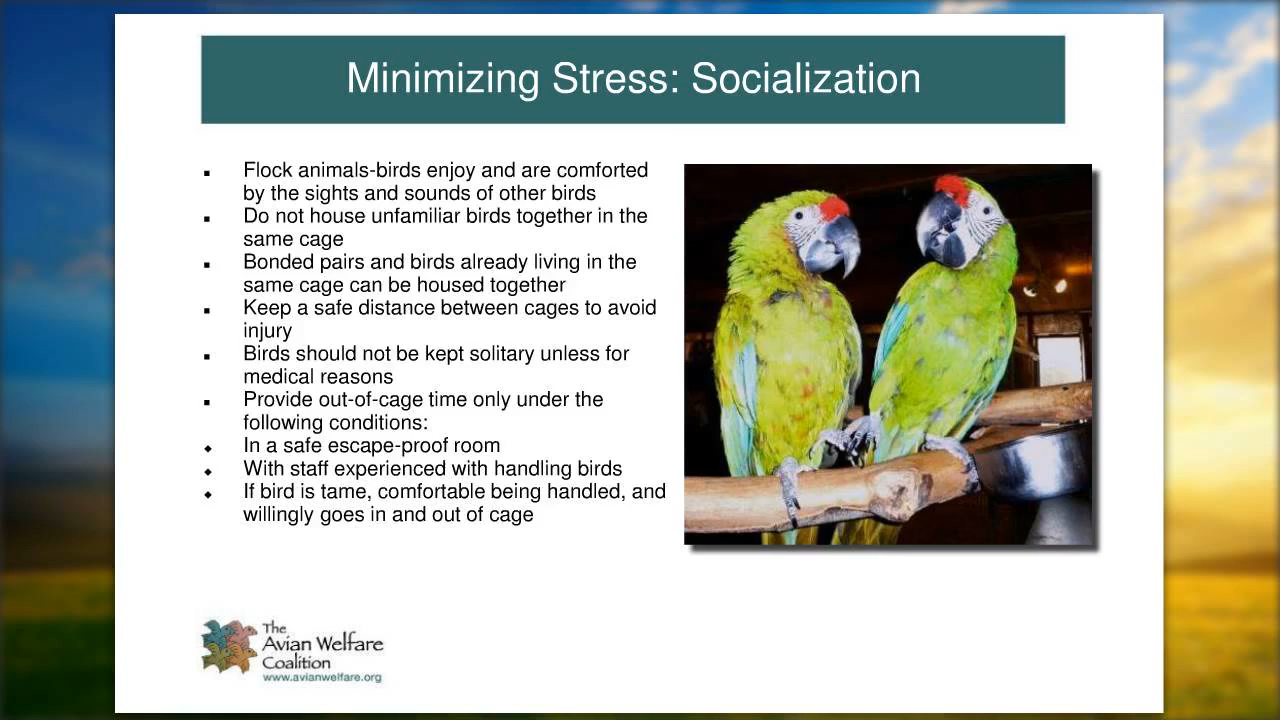 Minimizing Stress: Socialization
▪ Flock animals-birds enjoy and are comforted
by the sights and sounds of other birds
▪ Do not house unfamiliar birds together in the
same cage
▪ Bonded pairs and birds already living in the
same cage can be housed together
▪ Keep a safe distance between cages to avoid
injury
▪ Birds should not be kept solitary unless for
medical reasons
▪ Provide out-of-cage time only under the
following conditions:
◆ In a safe escape-proof room
◆ With staff experienced with handling birds
◆ If bird is tame, comfortable being handled, and
willingly goes in and out of cage
The
Avian Welfare
Coalition
www.avianwelfare.org